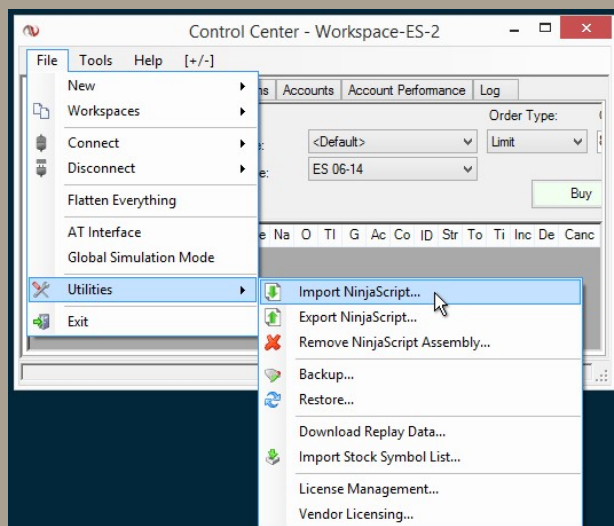 Control Center - Workspace-ES-2
File Tools Help [+/-]
New
Workspaces
Connect
Disconnect
Flatten Everything
AT Interface
Global Simulation Mode
Utilities
Exit
Accounts Account Performance Log
Order Type:
<Default> Limit
ES 06-14
Buy
Na O TI G Ac Co ID Str To Ti Inc De Canc
Import NinjaScript...
Export NinjaScript...
Remove NinjaScript Assembly...
Backup...
Restore...
Download Replay Data...
Import Stock Symbol List...
License Management...
Vendor Licensing...